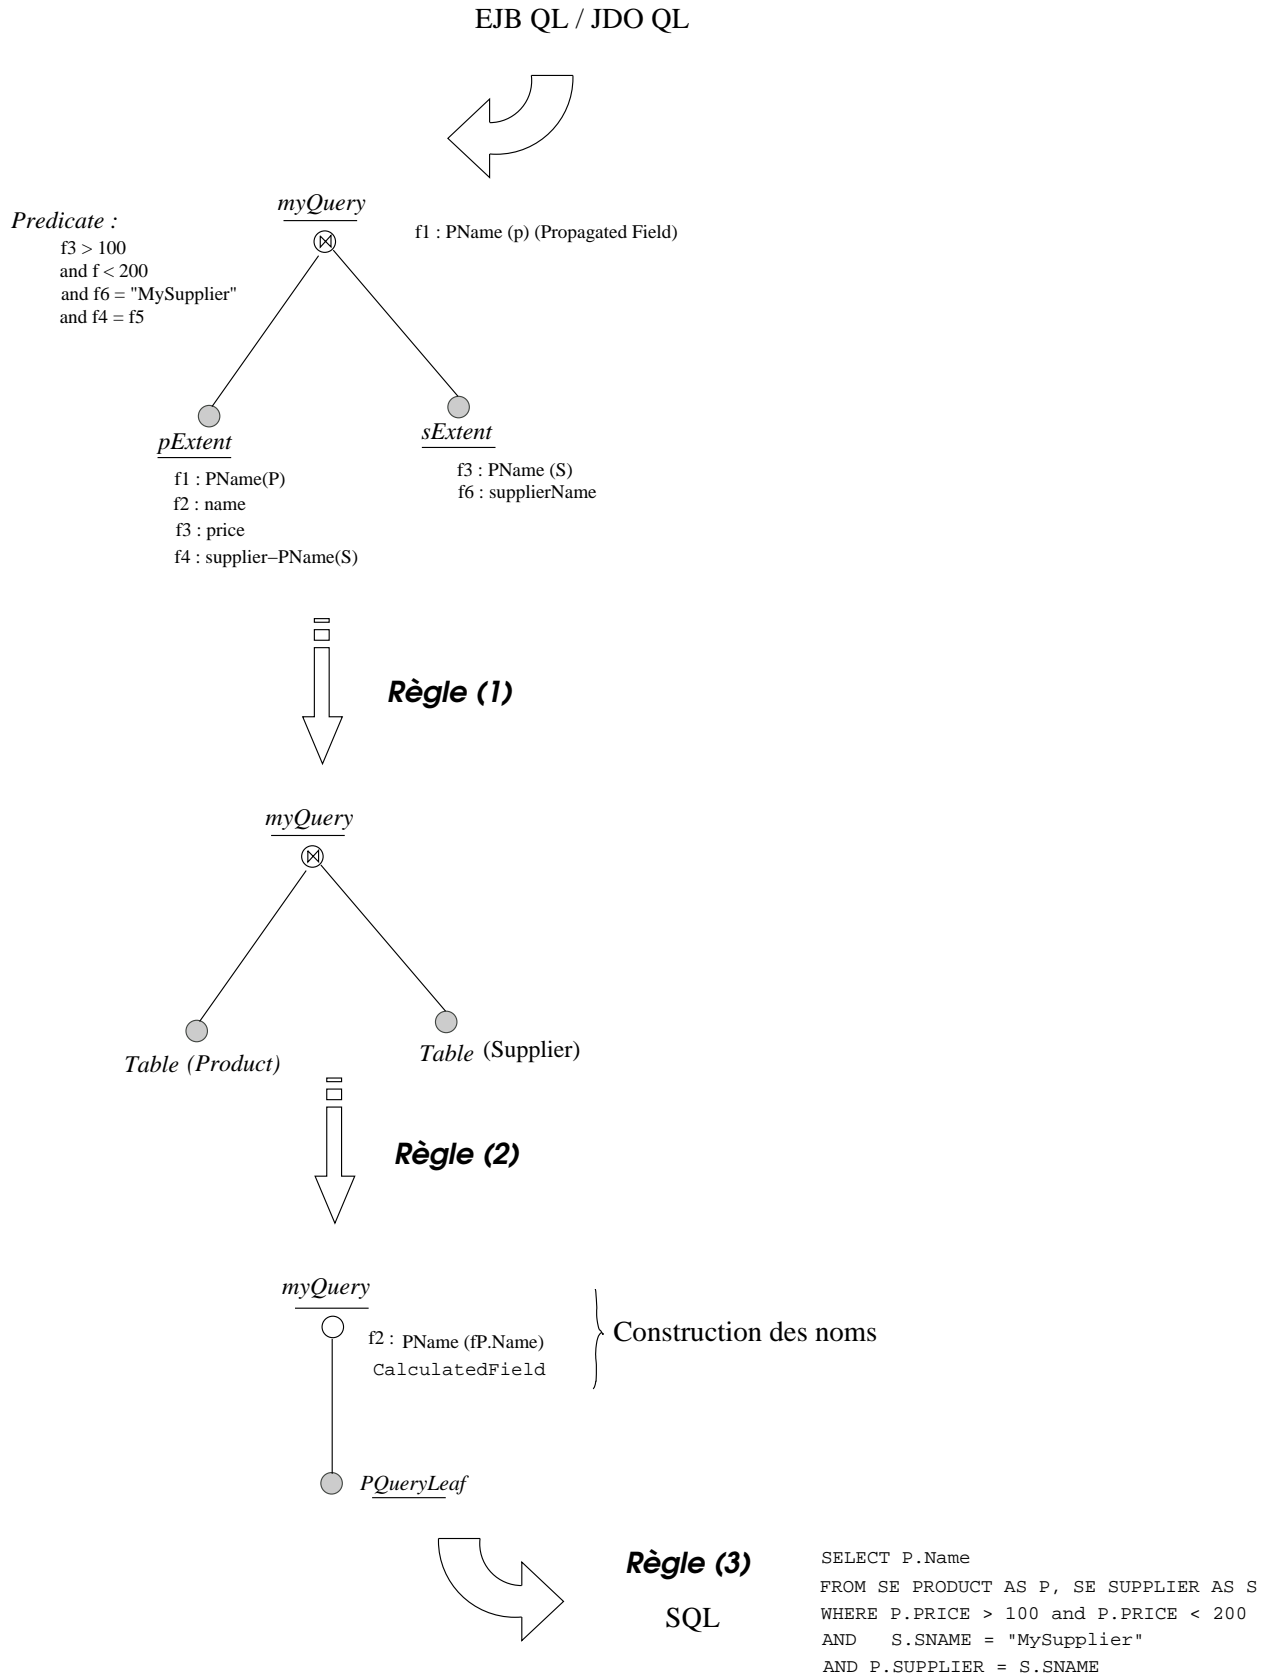 EJB QL / JDO QL
myQuery
Predicate :
f3 > 100
and f < 200
and f6 = "MySupplier"
and f4 = f5
f1 : PName (p) (Propagated Field)
pExtent
f1 : PName(P)
f2 : name
f3 : price
f4 : supplier−PName(S)
sExtent
f3 : PName (S)
f6 : supplierName
Règle (1)
myQuery
Table (Product)
Table (Supplier)
Règle (2)
myQuery
f2 : PName (fP.Name)
CalculatedField
Construction des noms
PQueryLeaf
Règle (3)
SQL
SELECT P.Name
FROM SE PRODUCT AS P, SE SUPPLIER AS S
WHERE P.PRICE > 100 and P.PRICE < 200
AND S.SNAME = "MySupplier"
AND P.SUPPLIER = S.SNAME